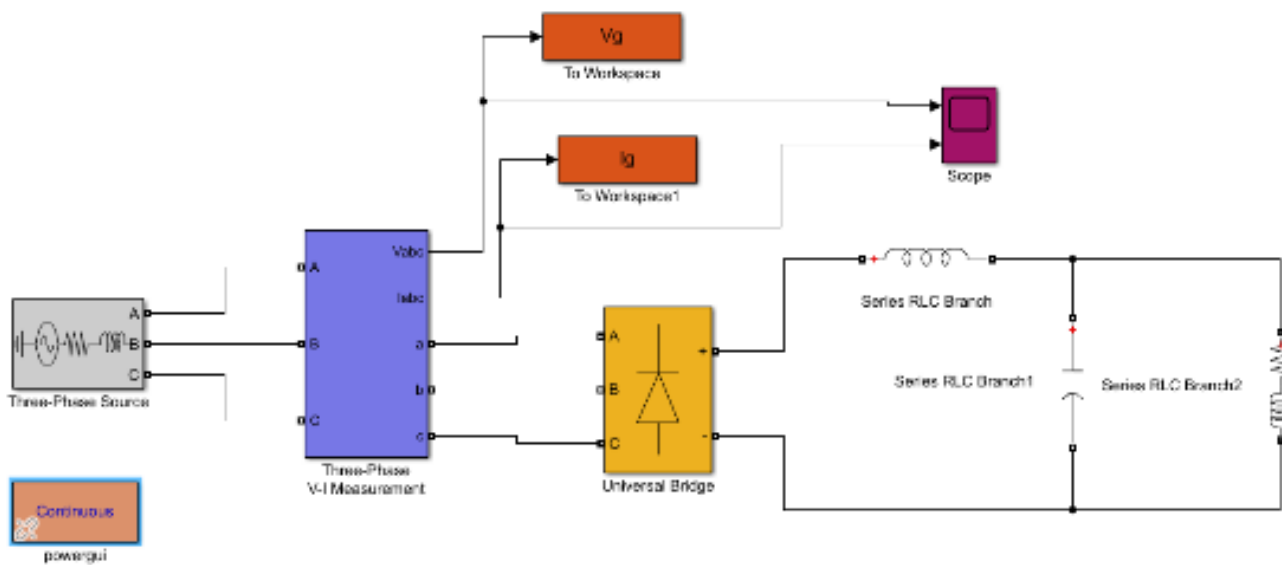 Vg
To Workspace
Ig
To Workspace1
Scope
Vabc
A
Iabc
A
B
C
Three-Phase Source
B
a
b
C
c
Three-Phase
V-I Measurement
A
B
C
+
-
Universal Bridge
Series RLC Branch
Series RLC Branch1
Series RLC Branch2
Continuous
powergui